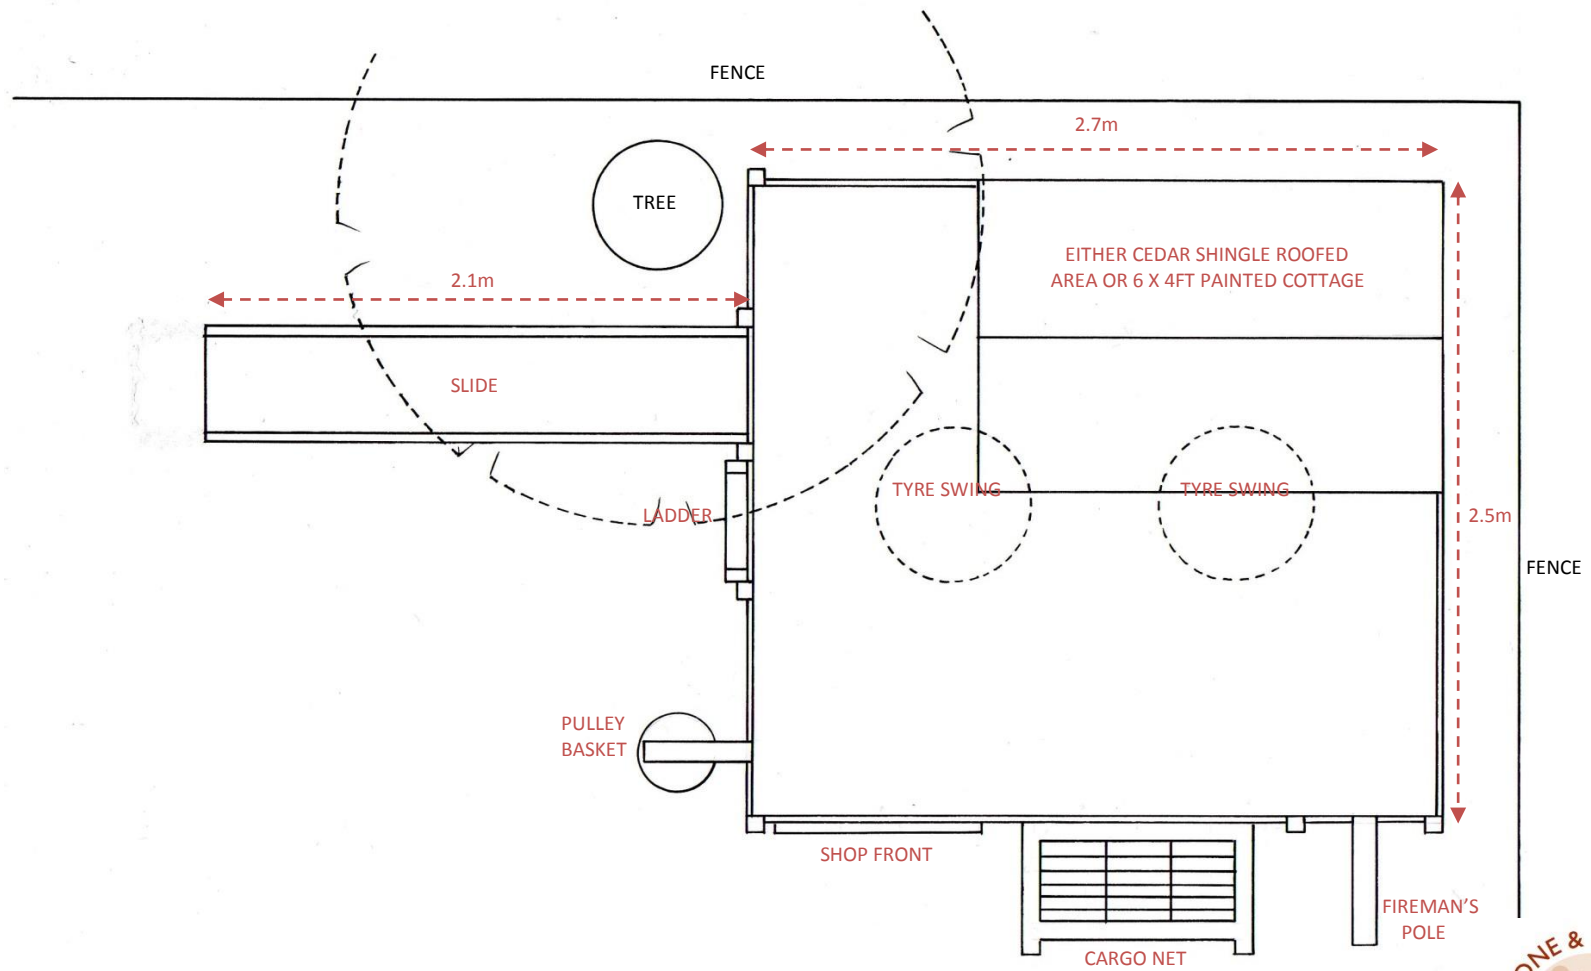 FENCE
2.7m
TREE
EITHER CEDAR SHINGLE ROOFED
AREA OR 6 X 4FT PAINTED COTTAGE
2.1m
SLIDE
TYRE SWING
TYRE SWING
LADDER
2.5m
FENCE
PULLEY
BASKET
SHOP FRONT
FIREMAN'S
POLE
CARGO NET
&